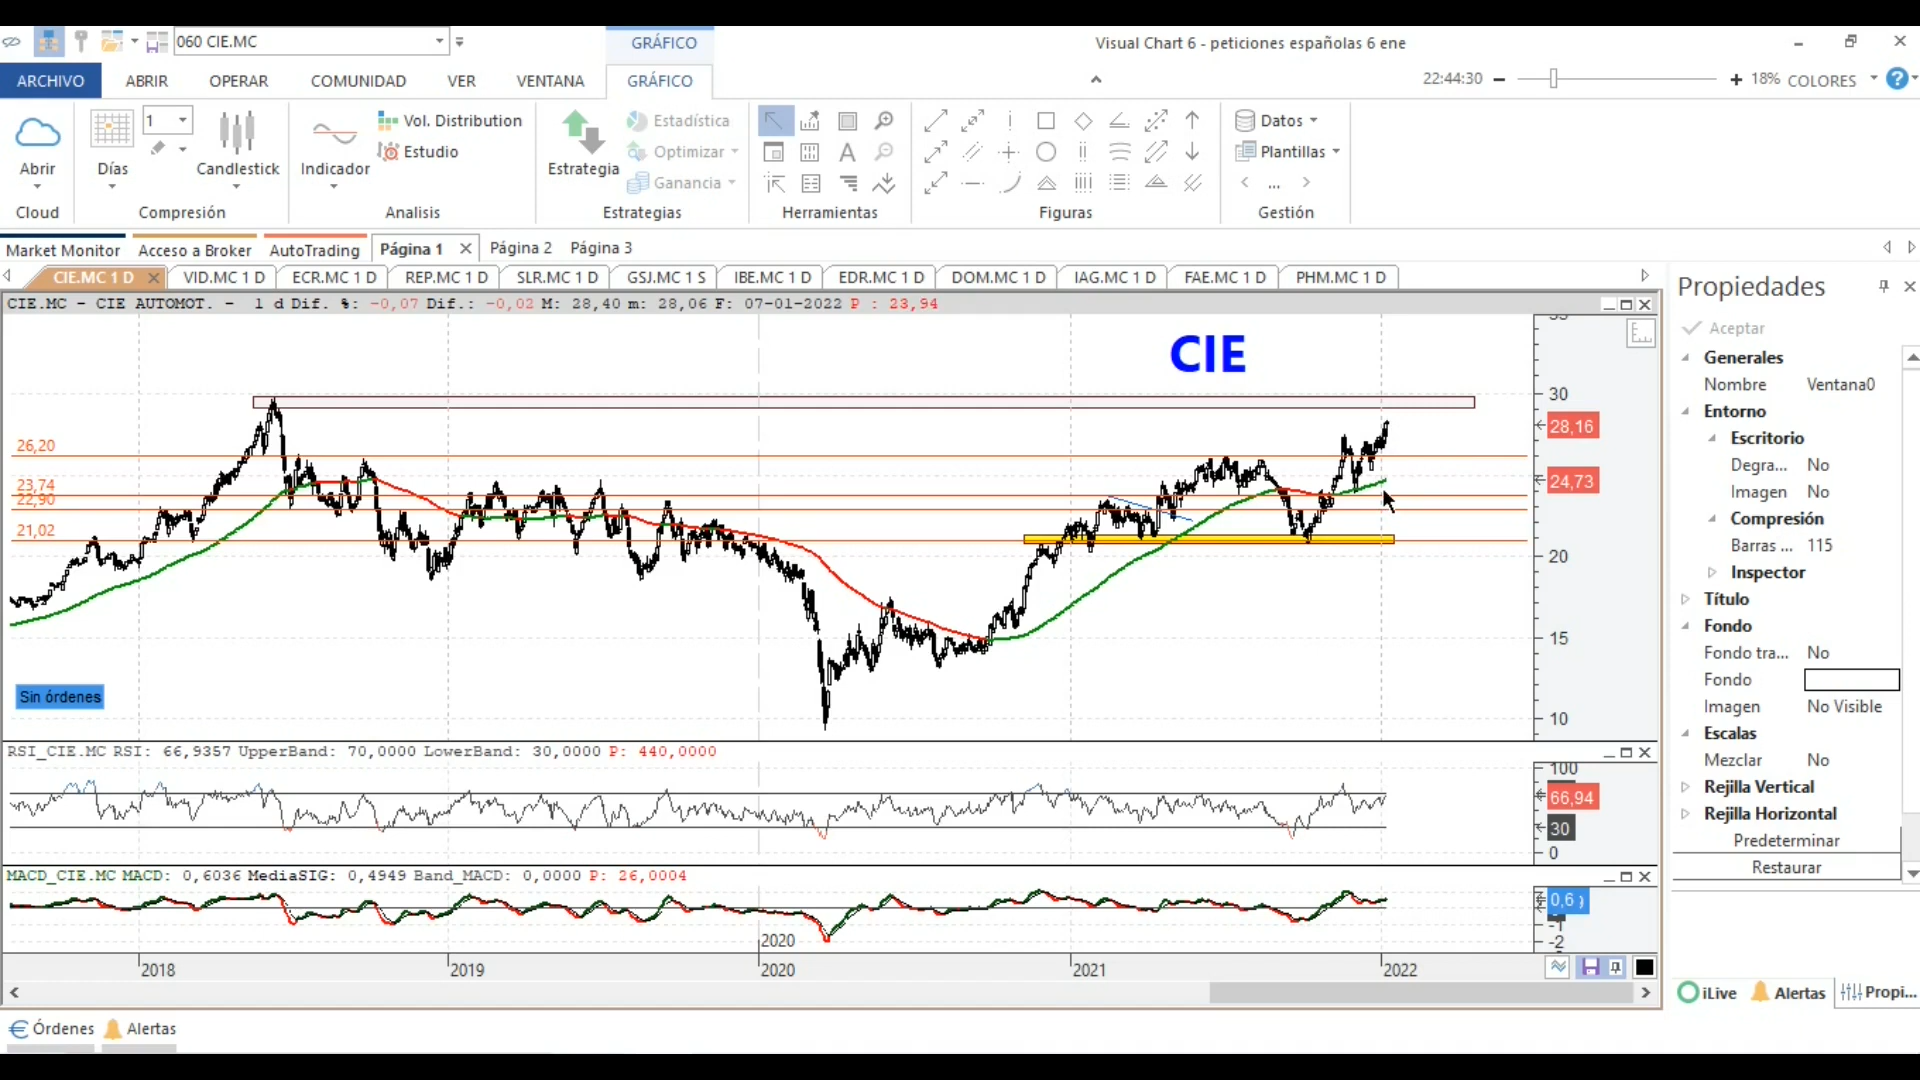 060 CIE.MC
GRÁFICO
Visual Chart 6 - peticiones españolas 6 ene
ARCHIVO
ABRIR
OPERAR
COMUNIDAD
VER
VENTANA
GRÁFICO
22:44:30
18%
COLORES
?
Abrir
Cloud
Días
1
Candlestick
Compresión
Indicador
Vol. Distribution
Estudio
Analisis
Estrategia
Estadística
Optimizar
Ganancia
Estrategias
Herramientas
Figuras
Datos
Plantillas
...
Gestión
Market Monitor
Acceso a Broker
AutoTrading
Página 1
Página 2
Página 3
CIE.MC 1 D
VID.MC 1 D
ECR.MC 1 D
REP.MC 1 D
SLR.MC 1 D
GSJ.MC 1 S
IBE.MC 1 D
EDR.MC 1 D
DOM.MC 1 D
IAG.MC 1 D
FAE.MC 1 D
PHM.MC 1 D
CIE.MC - CIE AUTOMOT. - 1 d Dif. %: -0,07 Dif.: -0,02 M: 28,40 m: 28,06 F: 07-01-2022 P : 23,94
CIE
26,20
23,74
22,90
21,02
30
28,16
24,73
20
15
10
Sin órdenes
RSI_CIE.MC RSI: 66,9357 UpperBand: 70,0000 LowerBand: 30,0000 P: 440,0000
100
66,94
30
0
MACD_CIE.MC MACD: 0,6036 MediaSIG: 0,4949 Band_MACD: 0,0000 P: 26,0004
0,6
-1
-2
2020
2018
2019
2020
2021
2022
Propiedades
Aceptar
Generales
Nombre Ventana0
Entorno
Escritorio
Degra... No
Imagen No
Compresión
Barras ... 115
Inspector
Título
Fondo
Fondo tra... No
Fondo
Imagen No Visible
Escalas
Mezclar No
Rejilla Vertical
Rejilla Horizontal
Predeterminar
Restaurar
iLive
Alertas
Propi...
Órdenes
Alertas